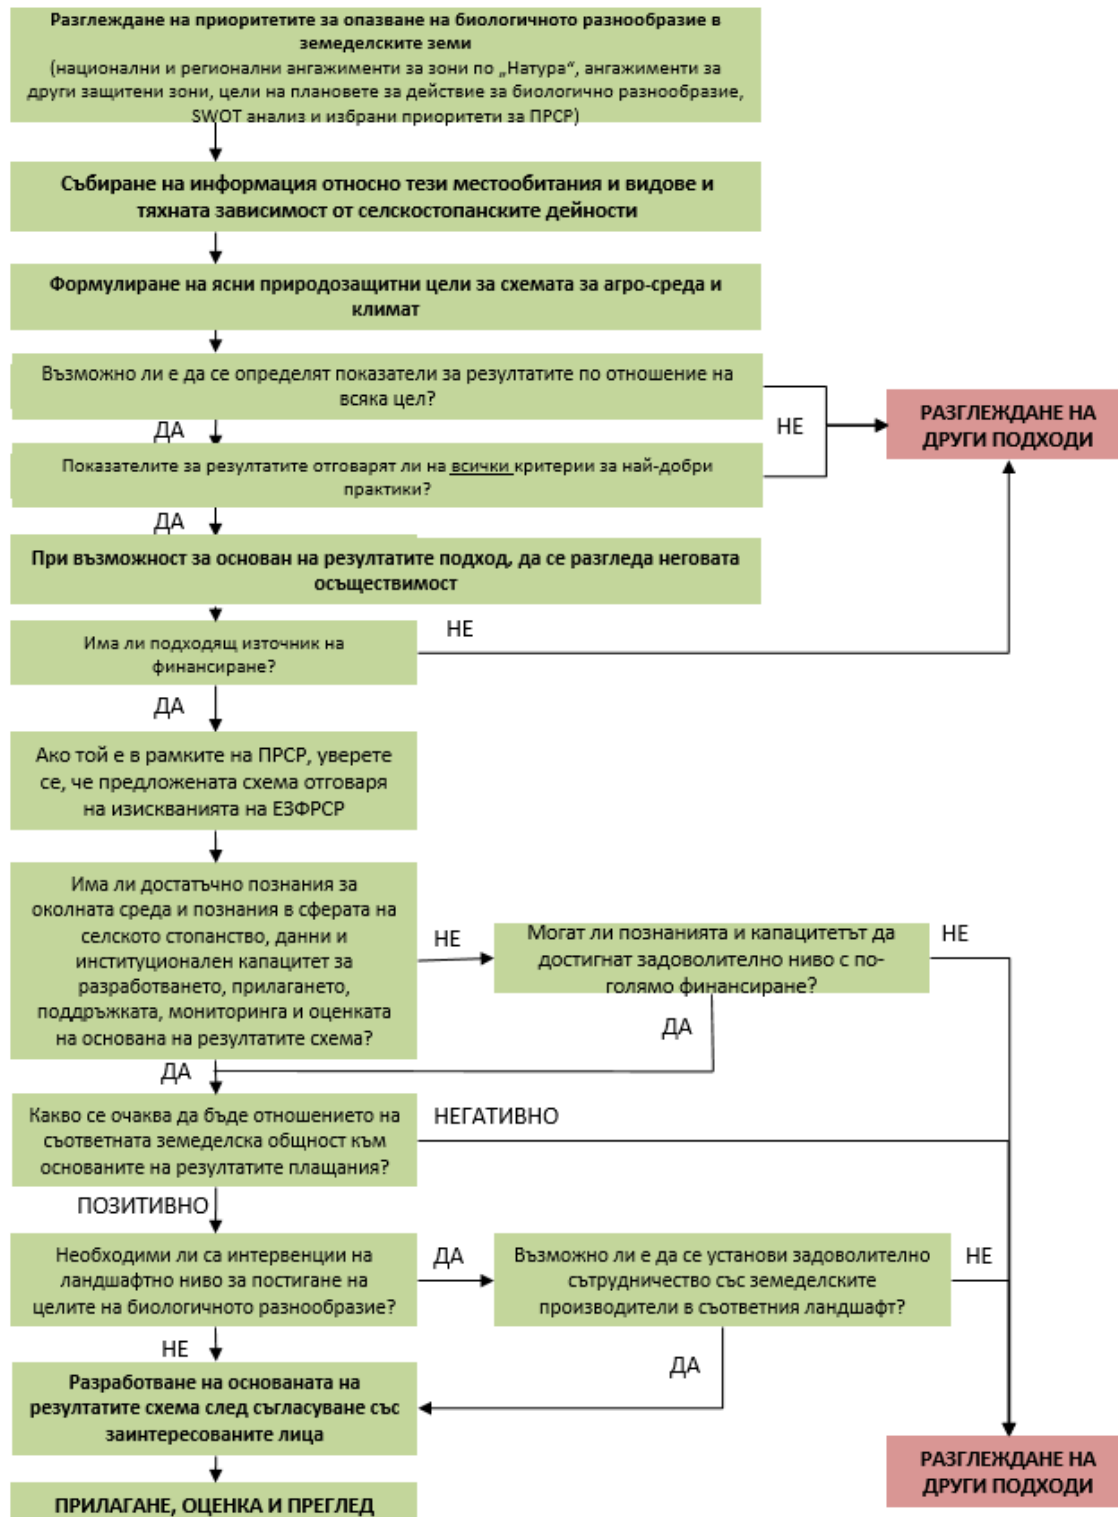 Разглеждане на приоритетите за опазване на биологичното разнообразие в
земеделските земи
(национални и регионални ангажименти за зони по „Натура“, ангажименти за
други защитени зони, цели на плановете за действие за биологично разнообразие,
SWOT анализ и избрани приоритети за ПРСР)
Събиране на информация относно тези местообитания и видове и
тяхната зависимост от селскостопанските дейности
Формулиране на ясни природозащитни цели за схемата за агро-среда и
климат
Възможно ли е да се определят показатели за резултатите по отношение на
всяка цел?
НЕ
РАЗГЛЕЖДАНЕ НА
ДРУГИ ПОДХОДИ
ДА
Показателите за резултатите отговарят ли на всички критерии за най-добри
практики?
ДА
При възможност за основан на резултатите подход, да се разгледа неговата
осъществимост
Има ли подходящ източник на
финансиране?
НЕ
ДА
Ако той е в рамките на ПРСР, уверете
се, че предложената схема отговаря
на изискванията на ЕЗФРСР
Има ли достатъчно познания за
околната среда и познания в сферата на
селското стопанство, данни и
институционален капацитет за
разработването, прилагането,
поддръжката, мониторинга и оценката
на основана на резултатите схема?
НЕ
Могат ли познанията и капацитетът да
достигнат задоволително ниво с по-
голямо финансиране?
НЕ
ДА
ДА
Какво се очаква да бъде отношението на
съответната земеделска общност към
основаните на резултатите плащания?
НЕГАТИВНО
ПОЗИТИВНО
Необходими ли са интервенции на
ландшафтно ниво за постигане на
целите на биологичното разнообразие?
ДА
Възможно ли е да се установи задоволително
сътрудничество със земеделските
производители в съответния ландшафт?
НЕ
НЕ
ДА
Разработване на основаната на
резултатите схема след съгласуване със
заинтересованите лица
РАЗГЛЕЖДАНЕ НА
ДРУГИ ПОДХОДИ
ПРИЛАГАНЕ, ОЦЕНКА И ПРЕГЛЕД